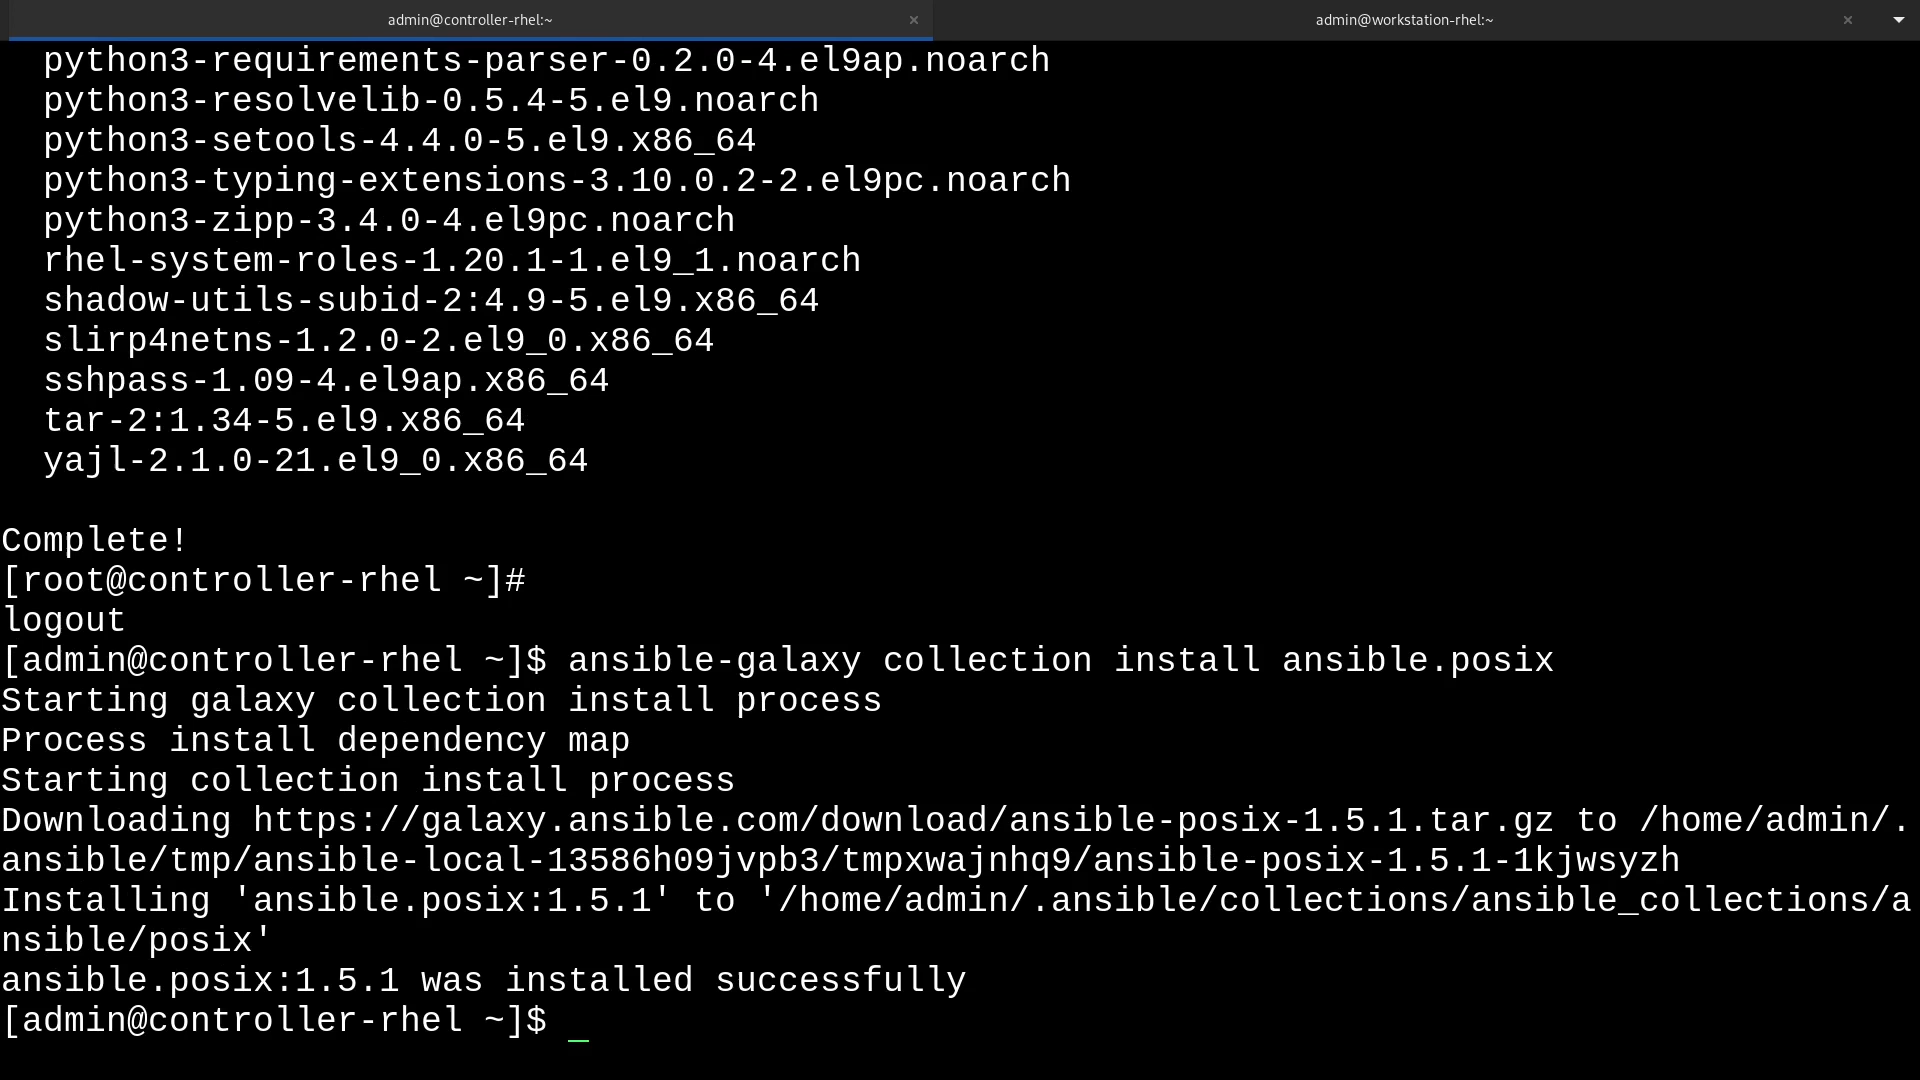 admin@controller-rhel:~ × admin@workstation-rhel:~ ×
python3-requirements-parser-0.2.0-4.el9ap.noarch
python3-resolvelib-0.5.4-5.el9.noarch
python3-setools-4.4.0-5.el9.x86_64
python3-typing-extensions-3.10.0.2-2.el9pc.noarch
python3-zipp-3.4.0-4.el9pc.noarch
rhel-system-roles-1.20.1-1.el9_1.noarch
shadow-utils-subid-2:4.9-5.el9.x86_64
slirp4netns-1.2.0-2.el9_0.x86_64
sshpass-1.09-4.el9ap.x86_64
tar-2:1.34-5.el9.x86_64
yajl-2.1.0-21.el9_0.x86_64
Complete!
[root@controller-rhel ~]#
logout
[admin@controller-rhel ~]$ ansible-galaxy collection install ansible.posix
Starting galaxy collection install process
Process install dependency map
Starting collection install process
Downloading https://galaxy.ansible.com/download/ansible-posix-1.5.1.tar.gz to /home/admin/.
ansible/tmp/ansible-local-13586h09jvpb3/tmpxwajnhq9/ansible-posix-1.5.1-1kjwsyzh
Installing 'ansible.posix:1.5.1' to '/home/admin/.ansible/collections/ansible_collections/a
nsible/posix'
ansible.posix:1.5.1 was installed successfully
[admin@controller-rhel ~]$ _